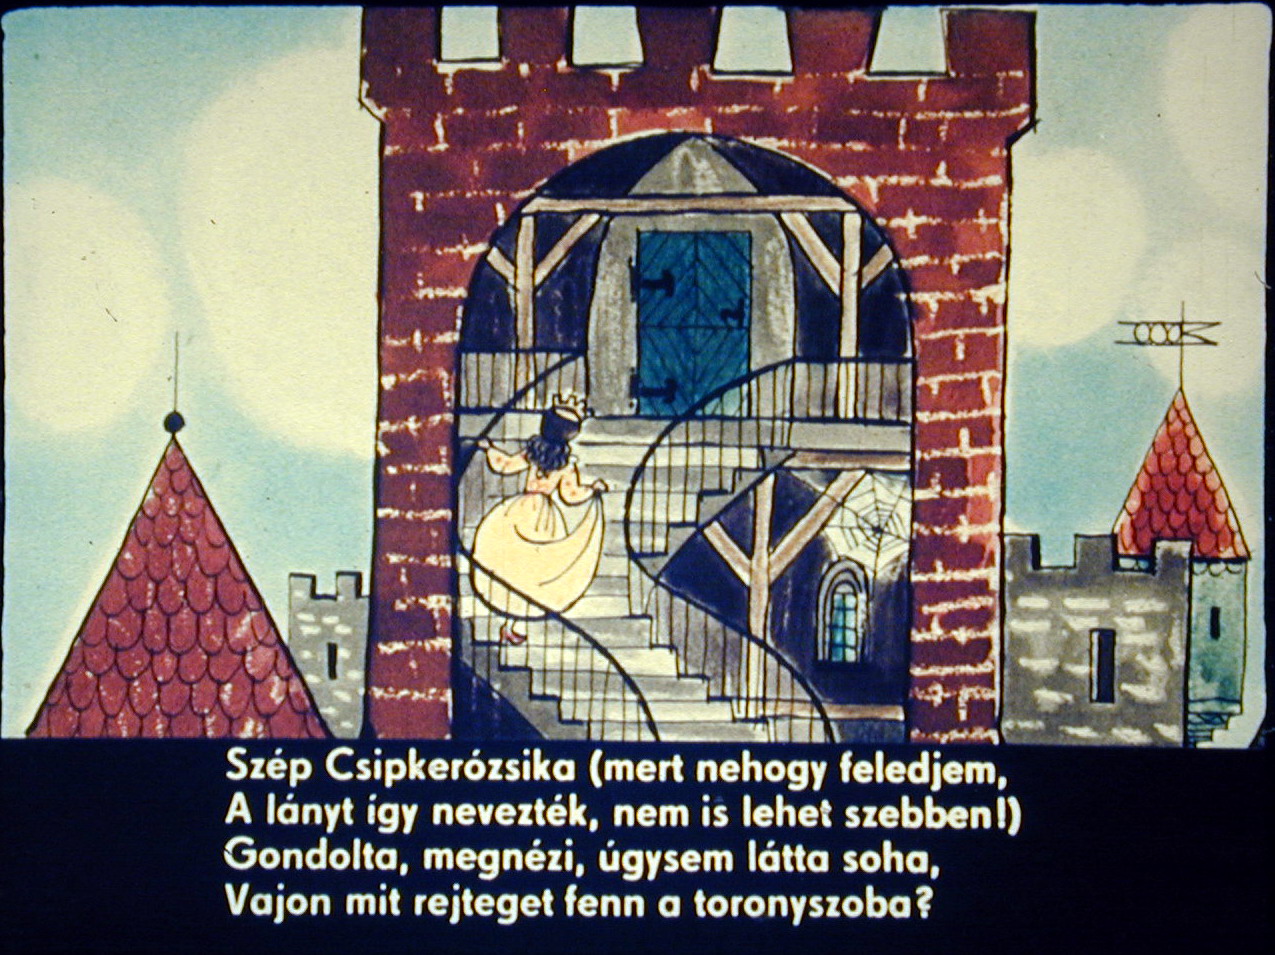 Szép Csipkerózsika (mert nehogy feledjem,
A lányt így nevezték, nem is lehet szebben!)
Gondolta, megnézi, úgysem látta soha,
Vajon mit rejteget fenn a toronyszoba?